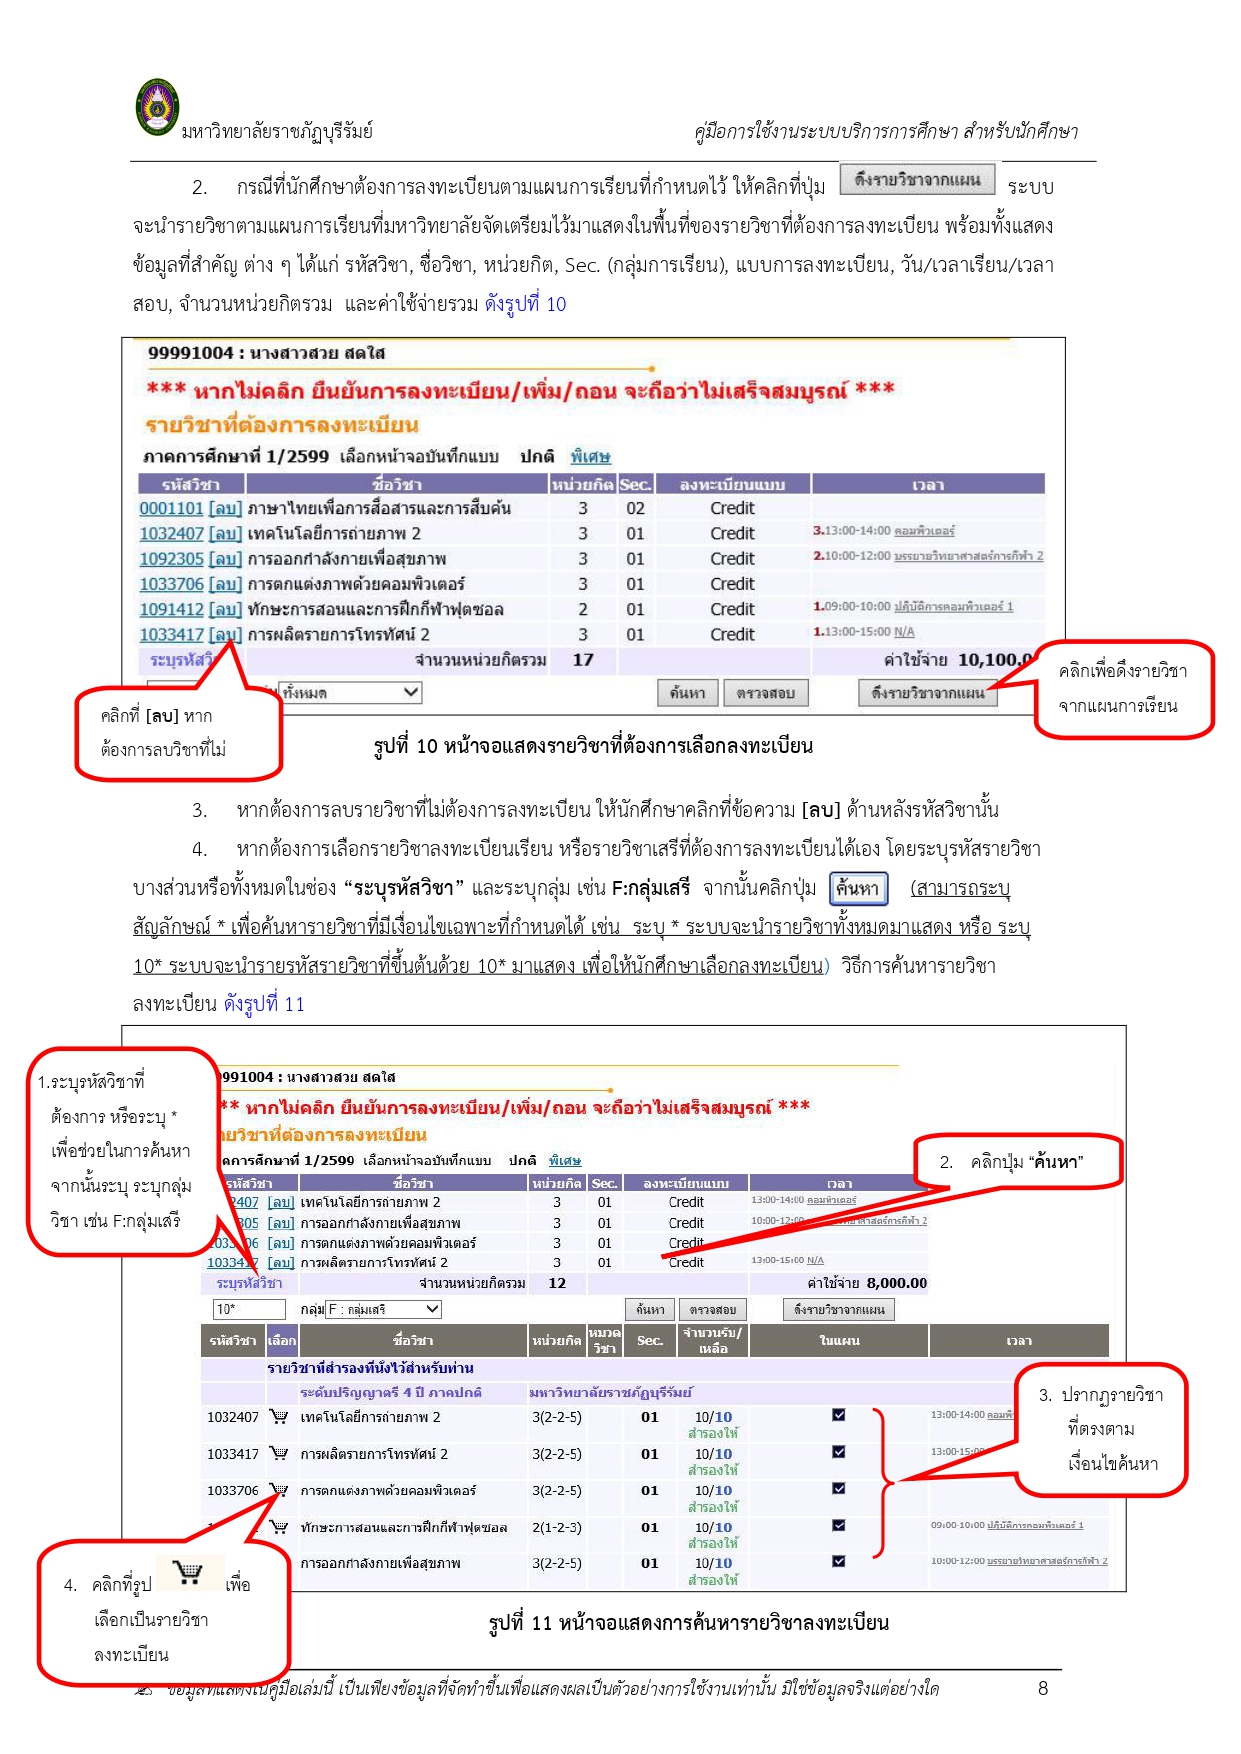 มหาวิทยาลัยราชภัฏบุรีรัมย์ คู่มือการใช้งานระบบบริการการศึกษา สำหรับนักศึกษา
2. กรณีที่นักศึกษาต้องการลงทะเบียนตามแผนการเรียนที่กำหนดไว้ ให้คลิกที่ปุ่ม ดึงรายวิชาจากแผน ระบบ
จะนำรายวิชาตามแผนการเรียนที่มหาวิทยาลัยจัดเตรียมไว้มาแสดงในพื้นที่ของรายวิชาที่ต้องการลงทะเบียน พร้อมทั้งแสดง
ข้อมูลที่สำคัญ ต่าง ๆ ได้แก่ รหัสวิชา, ชื่อวิชา, หน่วยกิต, Sec. (กลุ่มการเรียน), แบบการลงทะเบียน, วัน/เวลาเรียน/เวลา
สอบ, จำนวนหน่วยกิตรวม และค่าใช้จ่ายรวม ดังรูปที่ 10
99991004 : นางสาวสวย สดใส
*** หากไม่คลิก ยืนยันการลงทะเบียน/เพิ่ม/ถอน จะถือว่าไม่เสร็จสมบูรณ์ ***
รายวิชาที่ต้องการลงทะเบียน
ภาคการศึกษาที่ 1/2599 เลือกหน้าจอบันทึกแบบ ปกติ พิเศษ
รหัสวิชา ชื่อวิชา หน่วยกิต Sec. ลงทะเบียนแบบ เวลา
0001101 [ลบ] ภาษาไทยเพื่อการสื่อสารและการสืบค้น 3 02 Credit
1032407 [ลบ] เทคโนโลยีการถ่ายภาพ 2 3 01 Credit 3.13:00-14:00 คอมพิวเตอร์
1092305 [ลบ] การออกกำลังกายเพื่อสุขภาพ 3 01 Credit 2.10:00-12:00 บรรยายวิทยาศาสตร์การกีฬา 2
1033706 [ลบ] การตกแต่งภาพด้วยคอมพิวเตอร์ 3 01 Credit
1091412 [ลบ] ทักษะการสอนและการฝึกกีฬาฟุตซอล 2 01 Credit 1.09:00-10:00 ปฏิบัติการคอมพิวเตอร์ 1
1033417 [ลบ] การผลิตรายการโทรทัศน์ 2 3 01 Credit 1.13:00-15:00 N/A
ระบุรหัสวิ จำนวนหน่วยกิตรวม 17 ค่าใช้จ่าย 10,100.0
ทั้งหมด ค้นหา ตรวจสอบ ดึงรายวิชาจากแผน
คลิกเพื่อดึงรายวิชา
จากแผนการเรียน
คลิกที่ [ลบ] หาก
ต้องการลบวิชาที่ไม่
รูปที่ 10 หน้าจอแสดงรายวิชาที่ต้องการเลือกลงทะเบียน
3. หากต้องการลบรายวิชาที่ไม่ต้องการลงทะเบียน ให้นักศึกษาคลิกที่ข้อความ [ลบ] ด้านหลังรหัสวิชานั้น
4. หากต้องการเลือกรายวิชาลงทะเบียนเรียน หรือรายวิชาเสรีที่ต้องการลงทะเบียนได้เอง โดยระบุรหัสรายวิชา
บางส่วนหรือทั้งหมดในช่อง “ระบุรหัสวิชา” และระบุกลุ่ม เช่น F:กลุ่มเสรี จากนั้นคลิกปุ่ม ค้นหา (สามารถระบุ
สัญลักษณ์ * เพื่อค้นหารายวิชาที่มีเงื่อนไขเฉพาะที่กำหนดได้ เช่น ระบุ * ระบบจะนำรายวิชาทั้งหมดมาแสดง หรือ ระบุ
10* ระบบจะนำรายรหัสรายวิชาที่ขึ้นต้นด้วย 10* มาแสดง เพื่อให้นักศึกษาเลือกลงทะเบียน) วิธีการค้นหารายวิชา
ลงทะเบียน ดังรูปที่ 11
1.ระบุรหัสวิชาที่
ต้องการ หรือระบุ *
เพื่อช่วยในการค้นหา
จากนั้นระบุ ระบุกลุ่ม
วิชา เช่น F:กลุ่มเสรี
9991004 : นางสาวสวย สดใส
** หากไม่คลิก ยืนยันการลงทะเบียน/เพิ่ม/ถอน จะถือว่าไม่เสร็จสมบูรณ์ ***
ายวิชาที่ต้องการลงทะเบียน
าคการศึกษาที่ 1/2599 เลือกหน้าจอบันทึกแบบ ปกติ พิเศษ
2. คลิกปุ่ม “ค้นหา”
รหัสวิชา ชื่อวิชา หน่วยกิต Sec. ลงทะเบียนแบบ เวลา
2407 [ลบ] เทคโนโลยีการถ่ายภาพ 2 3 01 Credit 13:00-14:00 คอมพิวเตอร์
305 [ลบ] การออกกำลังกายเพื่อสุขภาพ 3 01 Credit 10:00-12:00 วิทยาศาสตร์การกีฬา 2
1033706 [ลบ] การตกแต่งภาพด้วยคอมพิวเตอร์ 3 01 Credit
1033417 [ลบ] การผลิตรายการโทรทัศน์ 2 3 01 Credit 13:00-15:00 N/A
ระบุรหัสวิชา จำนวนหน่วยกิตรวม 12 ค่าใช้จ่าย 8,000.00
10* กลุ่ม F : กลุ่มเสรี ค้นหา ตรวจสอบ ดึงรายวิชาจากแผน
รหัสวิชา เลือก ชื่อวิชา หน่วยกิต หมวดวิชา Sec. จำนวนรับ/เหลือ ในแผน เวลา
รายวิชาที่สำรองที่นั่งไว้สำหรับท่าน
ระดับปริญญาตรี 4 ปี ภาคปกติ มหาวิทยาลัยราชภัฏบุรีรัมย์
1032407 เทคโนโลยีการถ่ายภาพ 2 3(2-2-5) 01 10/10 สำรองให้ 13:00-14:00
1033417 การผลิตรายการโทรทัศน์ 2 3(2-2-5) 01 10/10 สำรองให้ 13:00-15:00
1033706 การตกแต่งภาพด้วยคอมพิวเตอร์ 3(2-2-5) 01 10/10 สำรองให้
ทักษะการสอนและการฝึกกีฬาฟุตซอล 2(1-2-3) 01 10/10 สำรองให้ 09:00-10:00 ปฏิบัติการคอมพิวเตอร์ 1
การออกกำลังกายเพื่อสุขภาพ 3(2-2-5) 01 10/10 สำรองให้ 10:00-12:00 บรรยายวิทยาศาสตร์การกีฬา 2
3. ปรากฏรายวิชา
ที่ตรงตาม
เงื่อนไขค้นหา
4. คลิกที่รูป เพื่อ
เลือกเป็นรายวิชา
ลงทะเบียน
รูปที่ 11 หน้าจอแสดงการค้นหารายวิชาลงทะเบียน
ข้อมูลที่แสดงในคู่มือเล่มนี้ เป็นเพียงข้อมูลที่จัดทำขึ้นเพื่อแสดงผลเป็นตัวอย่างการใช้งานเท่านั้น มิใช่ข้อมูลจริงแต่อย่างใด 8